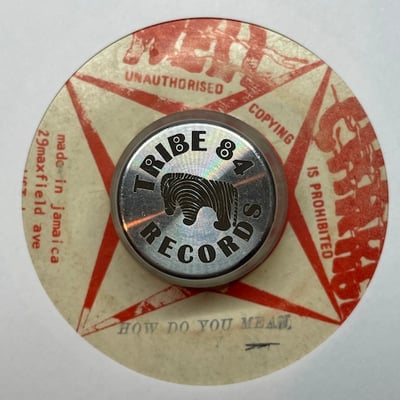 UNAUTHORISED
COPYING
IS PROHIBITED
TRIBE 84
RECORDS
made in jamaica
29maxfield ave
HOW DO YOU MEAN